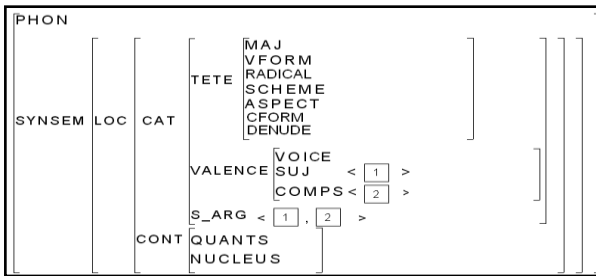 PHON
MAJ
VFORM
TETE RADICAL
SCHEME
ASPECT
SYNSEM LOC CAT CFORM
DENUDE
VOICE
VALENCE SUJ < 1 >
COMPS < 2 >
S_ARG < 1 , 2 >
CONT QUANTS
NUCLEUS